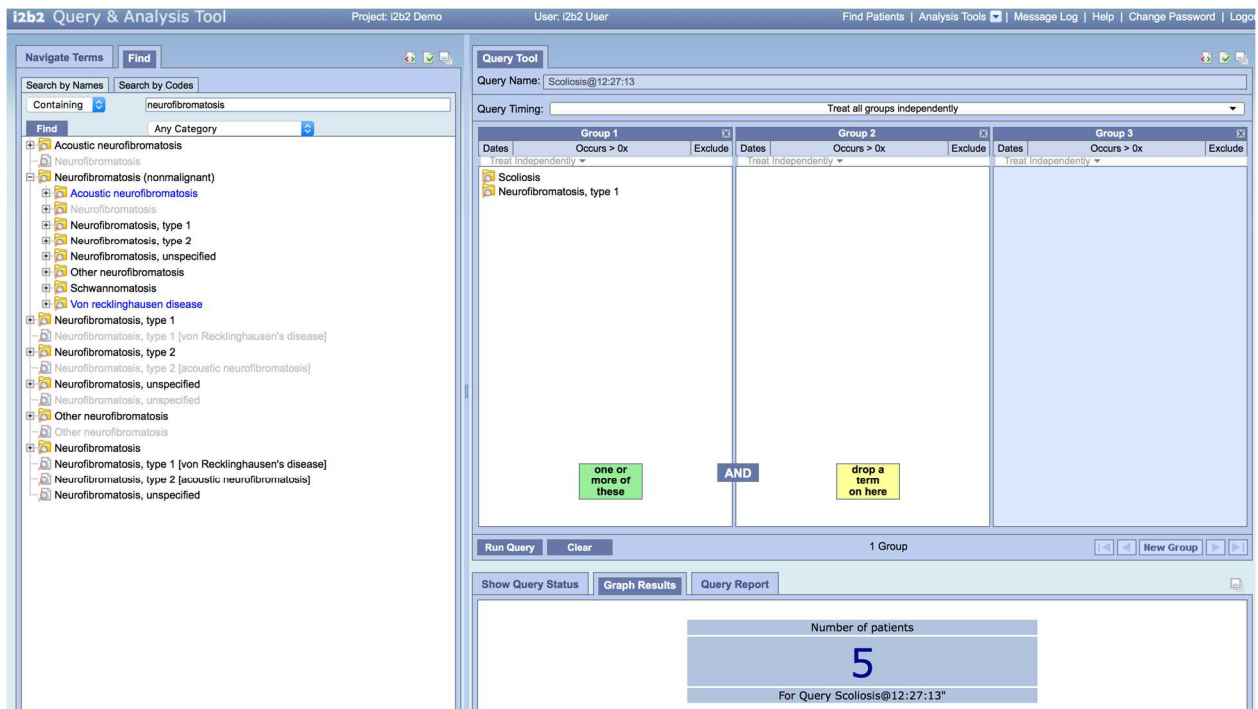 i2b2 Query & Analysis Tool Project: i2b2 Demo User: i2b2 User Find Patients | Analysis Tools | Message Log | Help | Change Password | Logo
Navigate Terms Find
Search by Names Search by Codes
Containing neurofibromatosis
Find Any Category
Acoustic neurofibromatosis
Neurofibromatosis
Neurofibromatosis (nonmalignant)
Acoustic neurofibromatosis
Neurofibromatosis
Neurofibromatosis, type 1
Neurofibromatosis, type 2
Neurofibromatosis, unspecified
Other neurofibromatosis
Schwannomatosis
Von recklinghausen disease
Neurofibromatosis, type 1
Neurofibromatosis, type 1 [von Recklinghausen's disease]
Neurofibromatosis, type 2
Neurofibromatosis, type 2 [acoustic neurofibromatosis]
Neurofibromatosis, unspecified
Neurofibromatosis, unspecified
Other neurofibromatosis
Other neurofibromatosis
Neurofibromatosis
Neurofibromatosis, type 1 [von Recklinghausen's disease]
Neurofibromatosis, type 2 [acoustic neurofibromatosis]
Neurofibromatosis, unspecified
Query Tool
Query Name: Scoliosis@12:27:13
Query Timing: Treat all groups independently
Group 1 X Group 2 X Group 3
Dates Occurs > 0x Exclude Dates Occurs > 0x Exclude Dates Occurs > 0x Exclude
Treat Independently Treat Independently Treat Independently
Scoliosis
Neurofibromatosis, type 1
one or
more of
these
AND
drop a
term
on here
Run Query Clear 1 Group New Group
Show Query Status Graph Results Query Report
Number of patients
5
For Query Scoliosis@12:27:13"